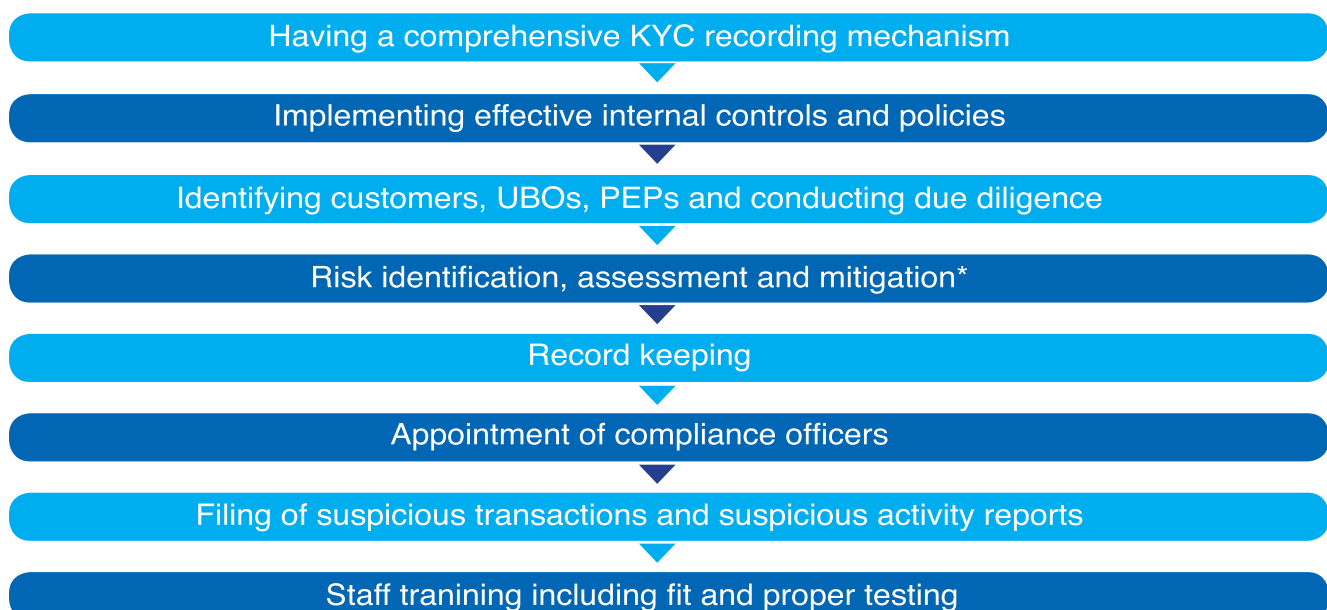 Having a comprehensive KYC recording mechanism
Implementing effective internal controls and policies
Identifying customers, UBOs, PEPs and conducting due diligence
Risk identification, assessment and mitigation*
Record keeping
Appointment of compliance officers
Filing of suspicious transactions and suspicious activity reports
Staff tranining including fit and proper testing